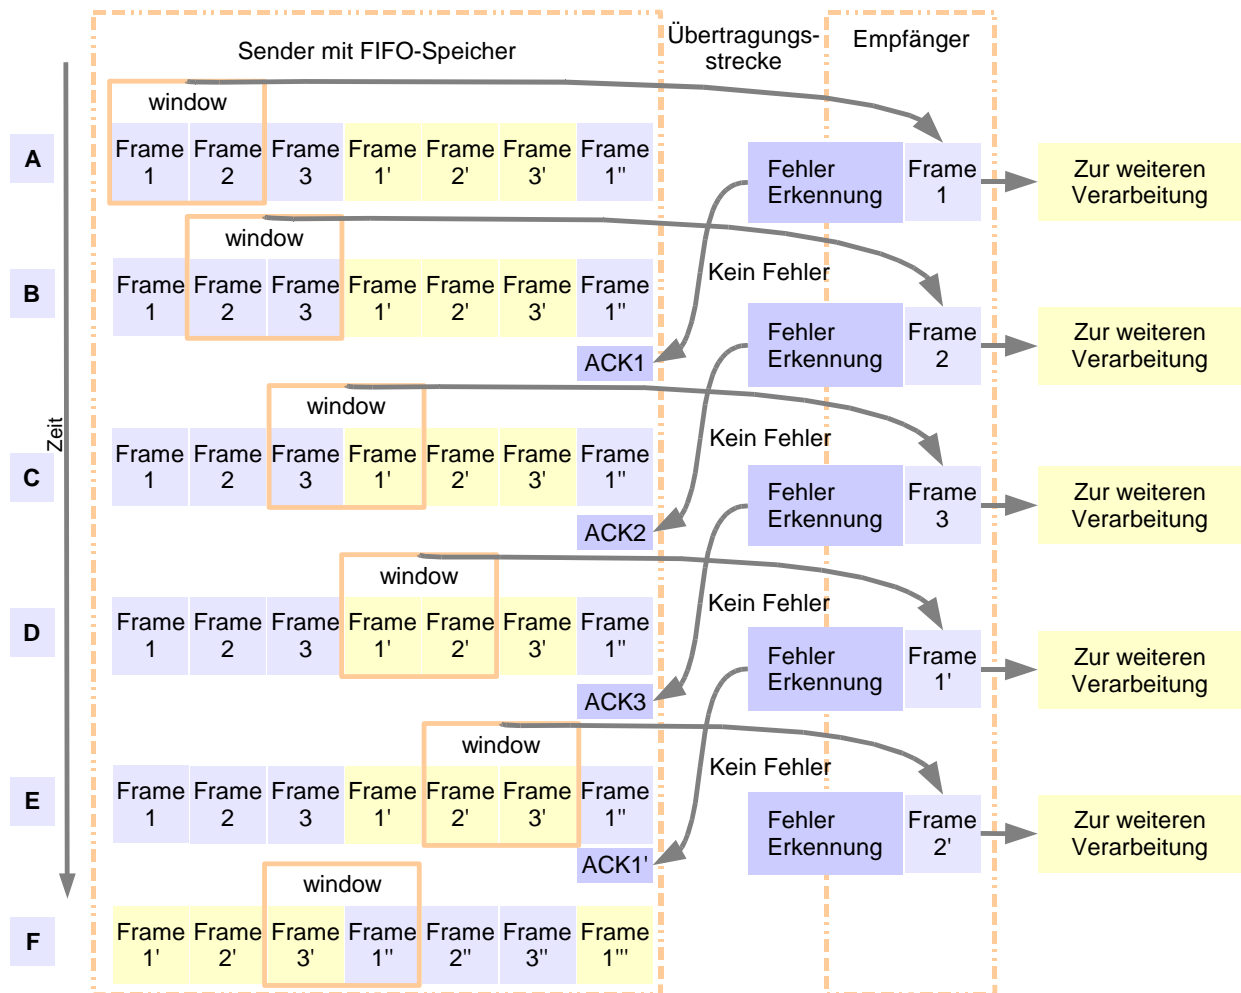 Sender mit FIFO-Speicher
Übertragungs-
strecke
Empfänger
Zeit
window
A
Frame 1
Frame 2
Frame 3
Frame 1'
Frame 2'
Frame 3'
Frame 1''
Fehler
Erkennung
Frame 1
Zur weiteren
Verarbeitung
window
Kein Fehler
B
Frame 1
Frame 2
Frame 3
Frame 1'
Frame 2'
Frame 3'
Frame 1''
ACK1
Fehler
Erkennung
Frame 2
Zur weiteren
Verarbeitung
window
Kein Fehler
C
Frame 1
Frame 2
Frame 3
Frame 1'
Frame 2'
Frame 3'
Frame 1''
ACK2
Fehler
Erkennung
Frame 3
Zur weiteren
Verarbeitung
window
Kein Fehler
D
Frame 1
Frame 2
Frame 3
Frame 1'
Frame 2'
Frame 3'
Frame 1''
ACK3
Fehler
Erkennung
Frame 1'
Zur weiteren
Verarbeitung
window
Kein Fehler
E
Frame 1
Frame 2
Frame 3
Frame 1'
Frame 2'
Frame 3'
Frame 1''
ACK1'
Fehler
Erkennung
Frame 2'
Zur weiteren
Verarbeitung
window
F
Frame 1'
Frame 2'
Frame 3'
Frame 1''
Frame 2''
Frame 3''
Frame 1'''